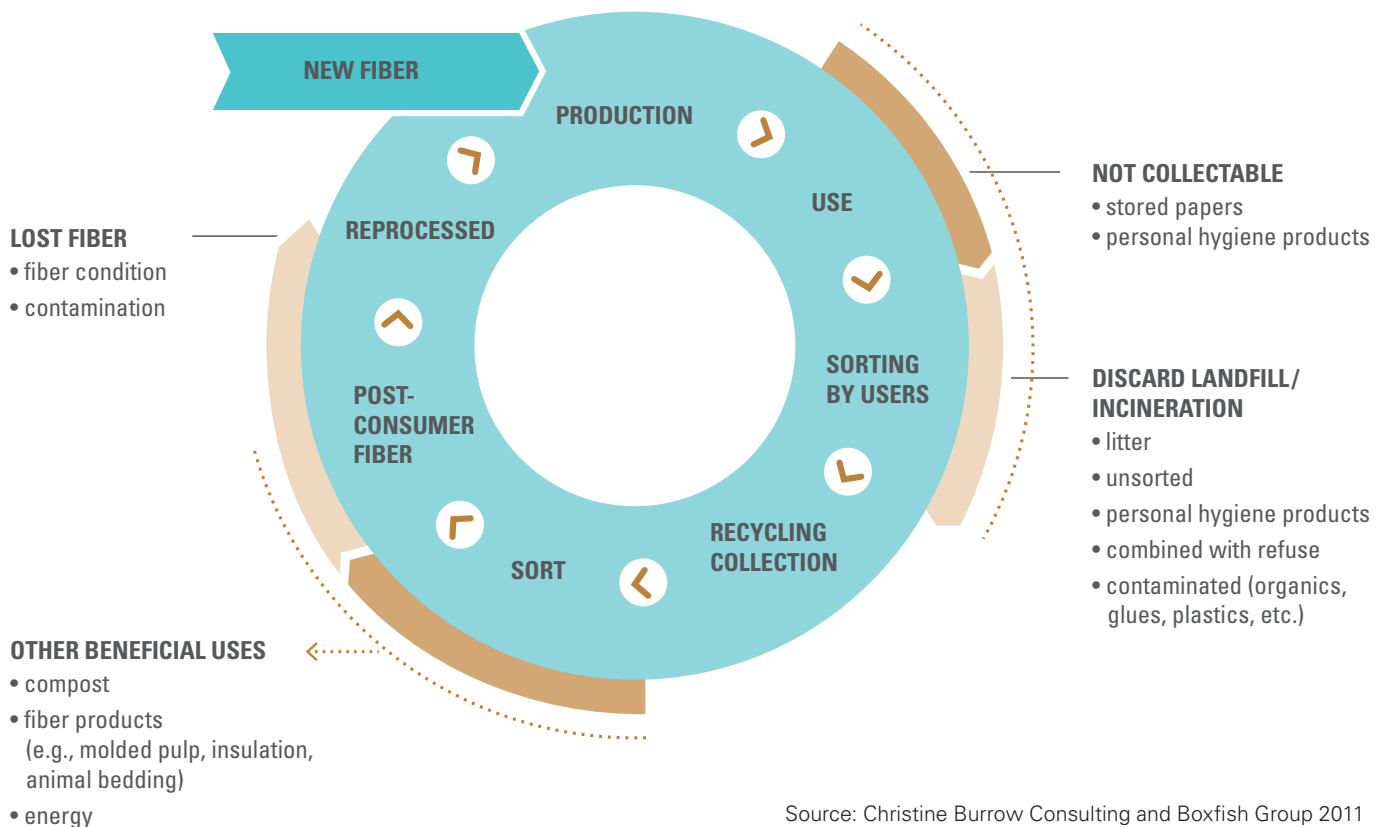 NEW FIBER
PRODUCTION
USE
SORTING
BY USERS
RECYCLING
COLLECTION
SORT
POST-
CONSUMER
FIBER
REPROCESSED
NOT COLLECTABLE
• stored papers
• personal hygiene products
DISCARD LANDFILL/
INCINERATION
• litter
• unsorted
• personal hygiene products
• combined with refuse
• contaminated (organics,
glues, plastics, etc.)
LOST FIBER
• fiber condition
• contamination
OTHER BENEFICIAL USES
• compost
• fiber products
(e.g., molded pulp, insulation,
animal bedding)
• energy
Source: Christine Burrow Consulting and Boxfish Group 2011